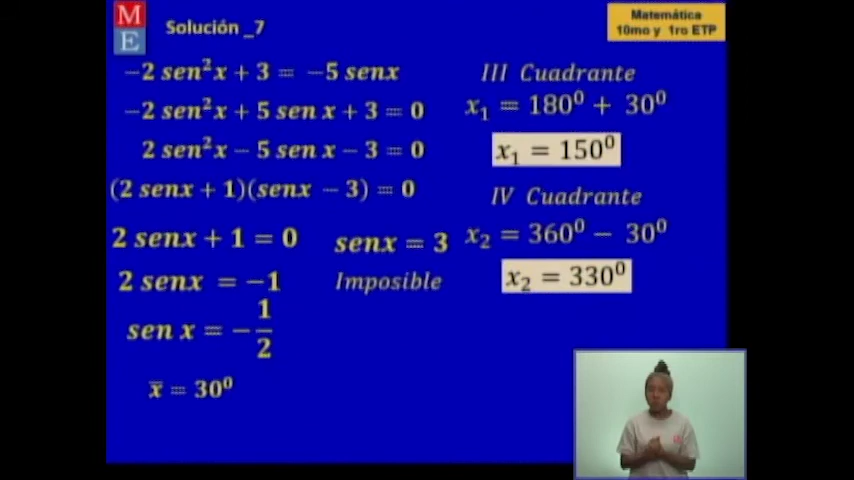 M
E
Solución _7
Matemática
10mo y 1ro ETP
−2 sen²x + 3 = −5 senx
−2 sen²x + 5 sen x + 3 = 0
2 sen²x − 5 sen x − 3 = 0
(2 senx + 1)(senx − 3) = 0
2 senx + 1 = 0
2 senx = −1
sen x = −1/2
x̅ = 30⁰
senx = 3
Imposible
III Cuadrante
x₁ = 180⁰ + 30⁰
x₁ = 150⁰
IV Cuadrante
x₂ = 360⁰ − 30⁰
x₂ = 330⁰